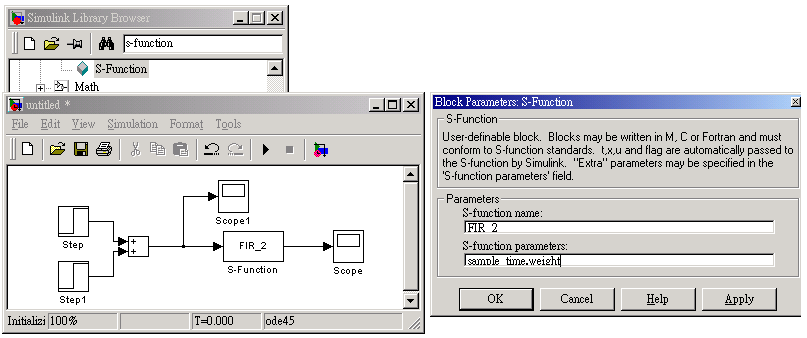 Simulink Library Browser
s-function
S-Function
Math
untitled *
File Edit View Simulation Format Tools
Scope1
Step
+
+
FIR_2
S-Function
Scope
Step1
Initializi 100% T=0.000 ode45
Block Parameters: S-Function
S-Function
User-definable block. Blocks may be written in M, C or Fortran and must
conform to S-function standards. t,x,u and flag are automatically passed to
the S-function by Simulink. "Extra" parameters may be specified in the
'S-function parameters' field.
Parameters
S-function name:
FIR_2
S-function parameters:
sample_time,weight
OK Cancel Help Apply